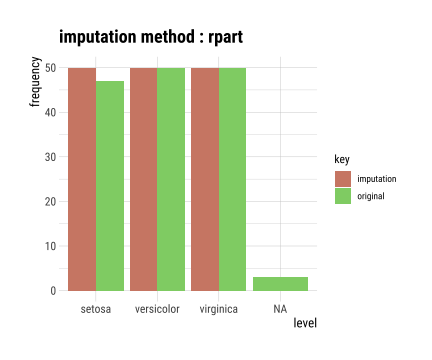 imputation method : rpart
frequency
50
40
30
20
10
0
setosa versicolor virginica NA
level
key
imputation
original